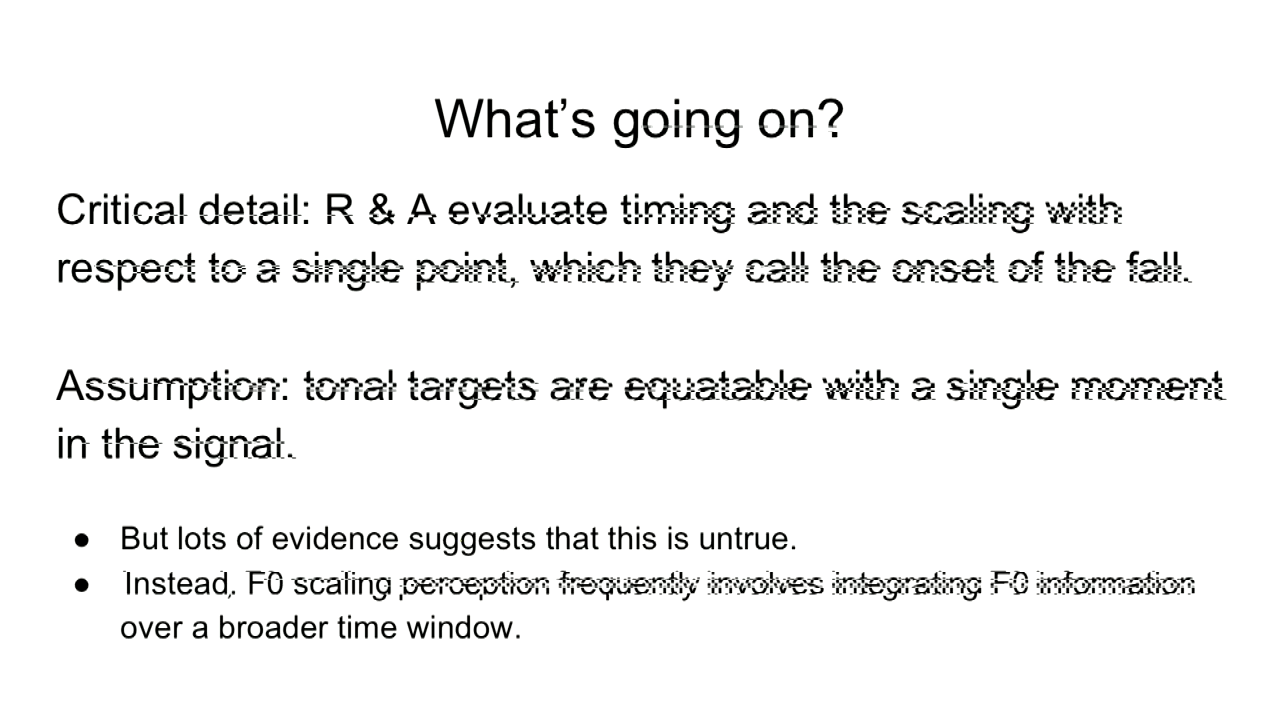 What’s going on?
Critical detail: R & A evaluate timing and the scaling with
respect to a single point, which they call the onset of the fall.
Assumption: tonal targets are equatable with a single moment
in the signal.
● But lots of evidence suggests that this is untrue.
● Instead, F0 scaling perception frequently involves integrating F0 information
over a broader time window.